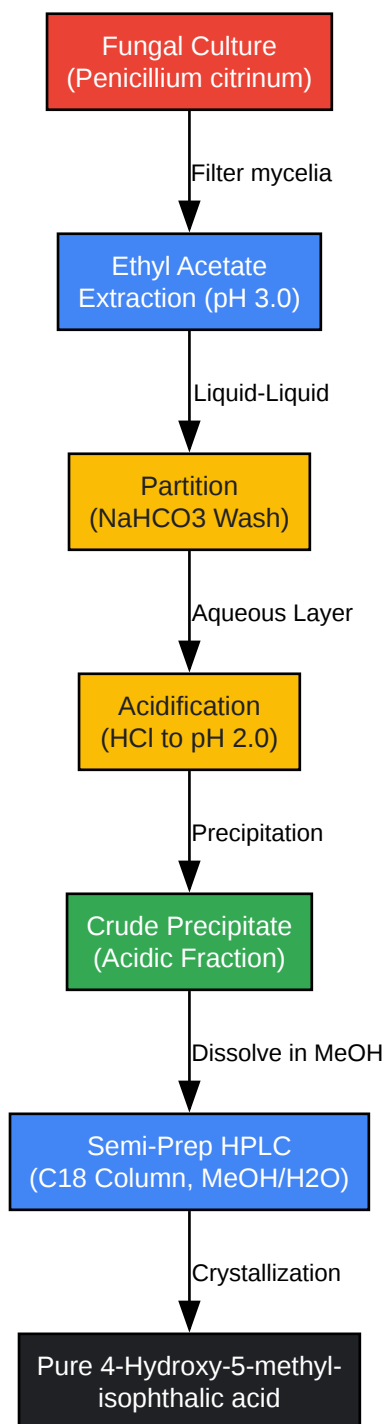 Fungal Culture
(Penicillium citrinum)
Filter mycelia
Ethyl Acetate
Extraction (pH 3.0)
Liquid-Liquid
Partition
(NaHCO3 Wash)
Aqueous Layer
Acidification
(HCl to pH 2.0)
Precipitation
Crude Precipitate
(Acidic Fraction)
Dissolve in MeOH
Semi-Prep HPLC
(C18 Column, MeOH/H2O)
Crystallization
Pure 4-Hydroxy-5-methyl-
isophthalic acid